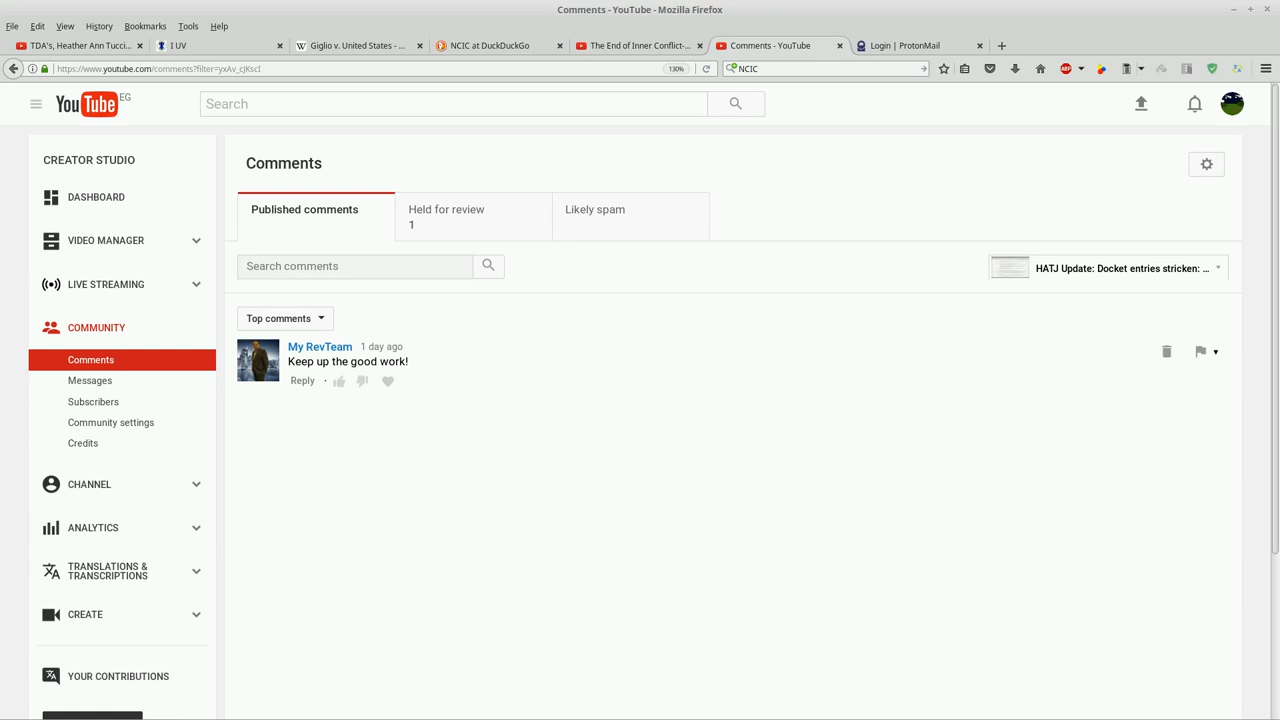 Comments - YouTube - Mozilla Firefox
File Edit View History Bookmarks Tools Help
TDA's, Heather Ann Tucci... I UV Giglio v. United States - ... NCIC at DuckDuckGo The End of Inner Conflict-... Comments - YouTube Login | ProtonMail
https://www.youtube.com/comments?filter=yxAv_cJKscI 130% NCIC
YouTube EG Search
CREATOR STUDIO
DASHBOARD
VIDEO MANAGER
LIVE STREAMING
COMMUNITY
Comments
Messages
Subscribers
Community settings
Credits
CHANNEL
ANALYTICS
TRANSLATIONS &
TRANSCRIPTIONS
CREATE
YOUR CONTRIBUTIONS
Comments
Published comments Held for review Likely spam
1
Search comments HATJ Update: Docket entries stricken: ...
Top comments
My RevTeam 1 day ago
Keep up the good work!
Reply